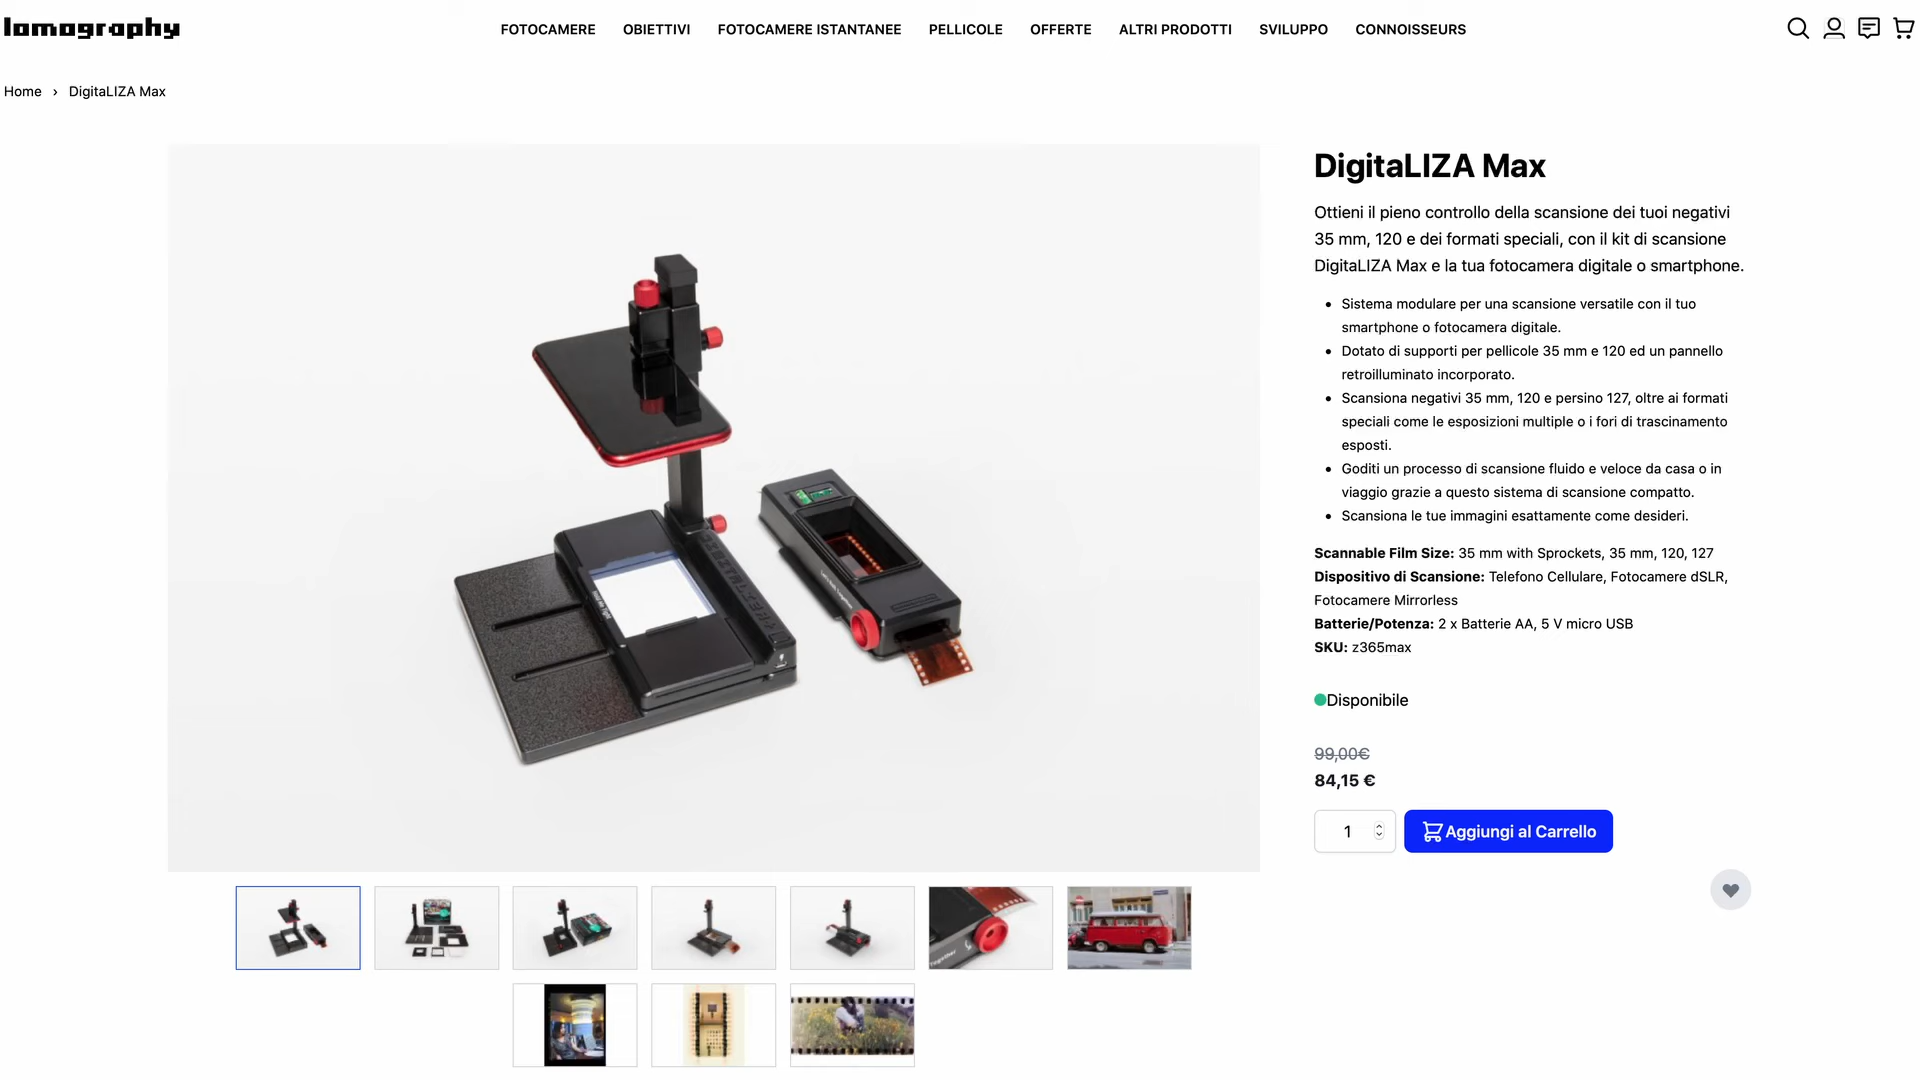 lomography
FOTOCAMERE
OBIETTIVI
FOTOCAMERE ISTANTANEE
PELLICOLE
OFFERTE
ALTRI PRODOTTI
SVILUPPO
CONNOISSEURS
Home › DigitaLIZA Max
DigitaLIZA Max
Ottieni il pieno controllo della scansione dei tuoi negativi
35 mm, 120 e dei formati speciali, con il kit di scansione
DigitaLIZA Max e la tua fotocamera digitale o smartphone.
• Sistema modulare per una scansione versatile con il tuo
smartphone o fotocamera digitale.
• Dotato di supporti per pellicole 35 mm e 120 ed un pannello
retroilluminato incorporato.
• Scansiona negativi 35 mm, 120 e persino 127, oltre ai formati
speciali come le esposizioni multiple o i fori di trascinamento
esposti.
• Goditi un processo di scansione fluido e veloce da casa o in
viaggio grazie a questo sistema di scansione compatto.
• Scansiona le tue immagini esattamente come desideri.
Scannable Film Size: 35 mm with Sprockets, 35 mm, 120, 127
Dispositivo di Scansione: Telefono Cellulare, Fotocamere dSLR,
Fotocamere Mirrorless
Batterie/Potenza: 2 x Batterie AA, 5 V micro USB
SKU: z365max
Disponibile
99,00€
84,15 €
1
Aggiungi al Carrello